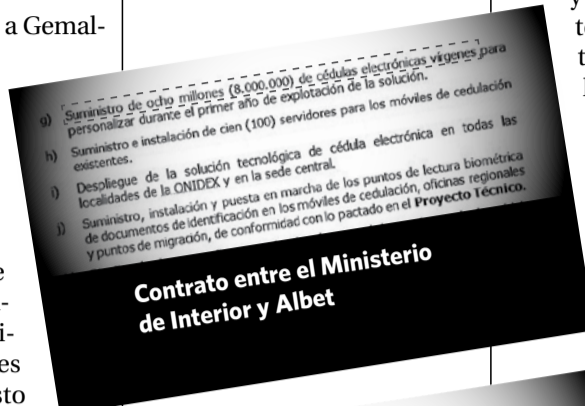 a Gemal-
g) Suministro de ocho millones (8.000.000) de cédulas electrónicas vírgenes para
personalizar durante el primer año de explotación de la solución.
h) Suministro e instalación de cien (100) servidores para los móviles de cedulación
existentes.
i) Despliegue de la solución tecnológica de cédula electrónica en todas las
localidades de la ONIDEX y en la sede central.
j) Suministro, instalación y puesta en marcha de los puntos de lectura biométrica
de documentos de identificación en los móviles de cedulación, oficinas regionales
y puntos de migración, de conformidad con lo pactado en el Proyecto Técnico.
Contrato entre el Ministerio
de Interior y Albet